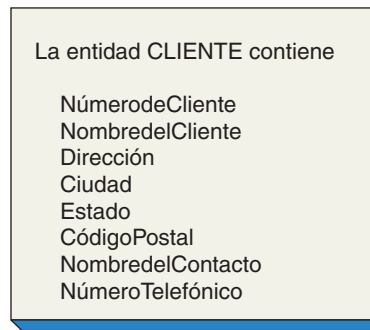 La entidad CLIENTE contiene
NúmerodeCliente
NombredelCliente
Dirección
Ciudad
Estado
CódigoPostal
NombredelContacto
NúmeroTelefónico